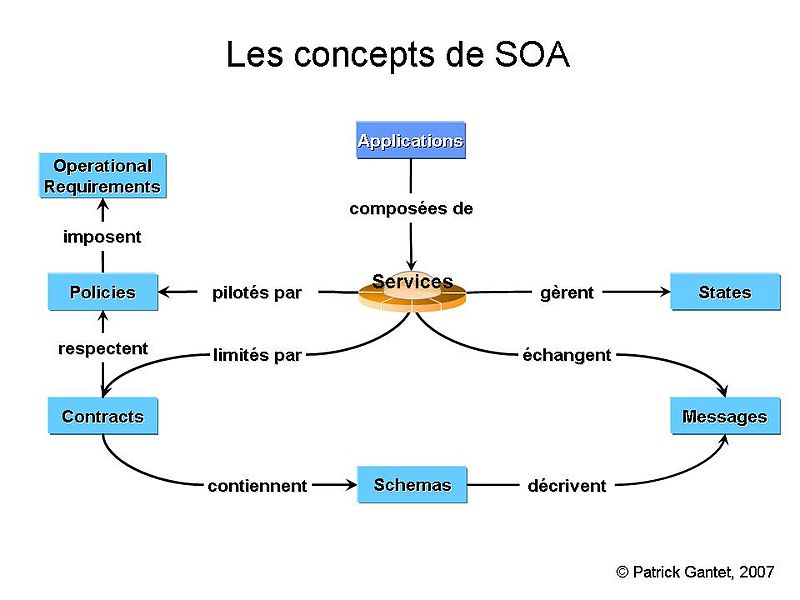 Les concepts de SOA
Applications
Operational
Requirements
composées de
imposent
Services
Policies
pilotés par
gèrent
States
respectent
limités par
échangent
Contracts
Messages
contiennent
Schemas
décrivent
© Patrick Gantet, 2007